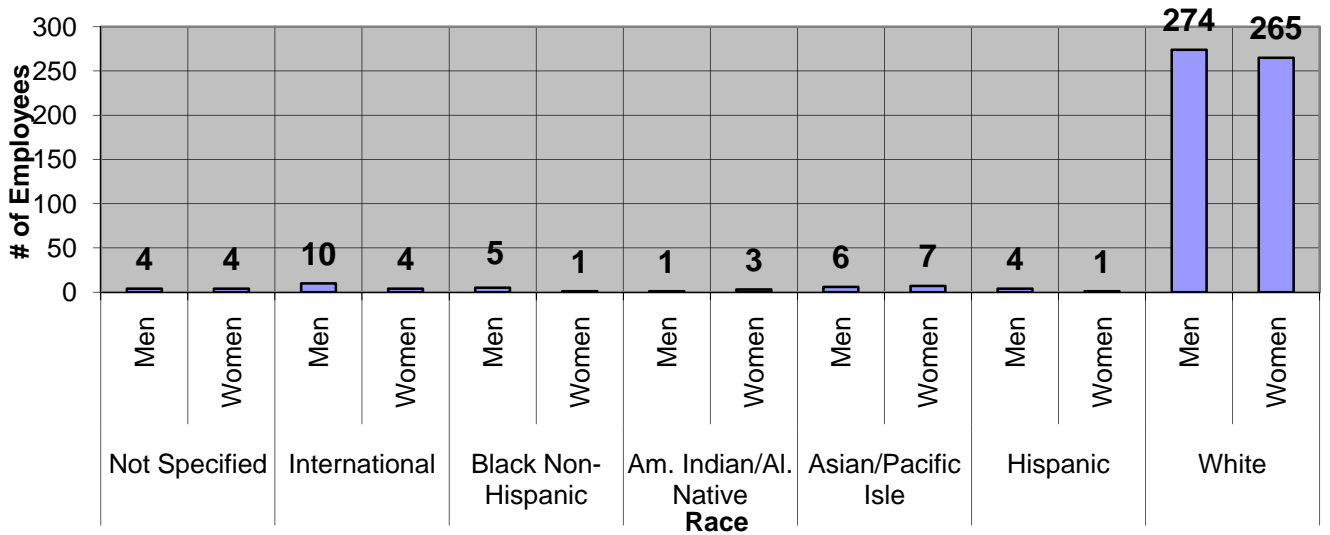 # of Employees
300
250
200
150
100
50
0
4
4
10
4
5
1
1
3
6
7
4
1
274
265
Men
Women
Men
Women
Men
Women
Men
Women
Men
Women
Men
Women
Men
Women
Not Specified
International
Black Non-
Hispanic
Am. Indian/Al.
Native
Asian/Pacific
Isle
Hispanic
White
Race